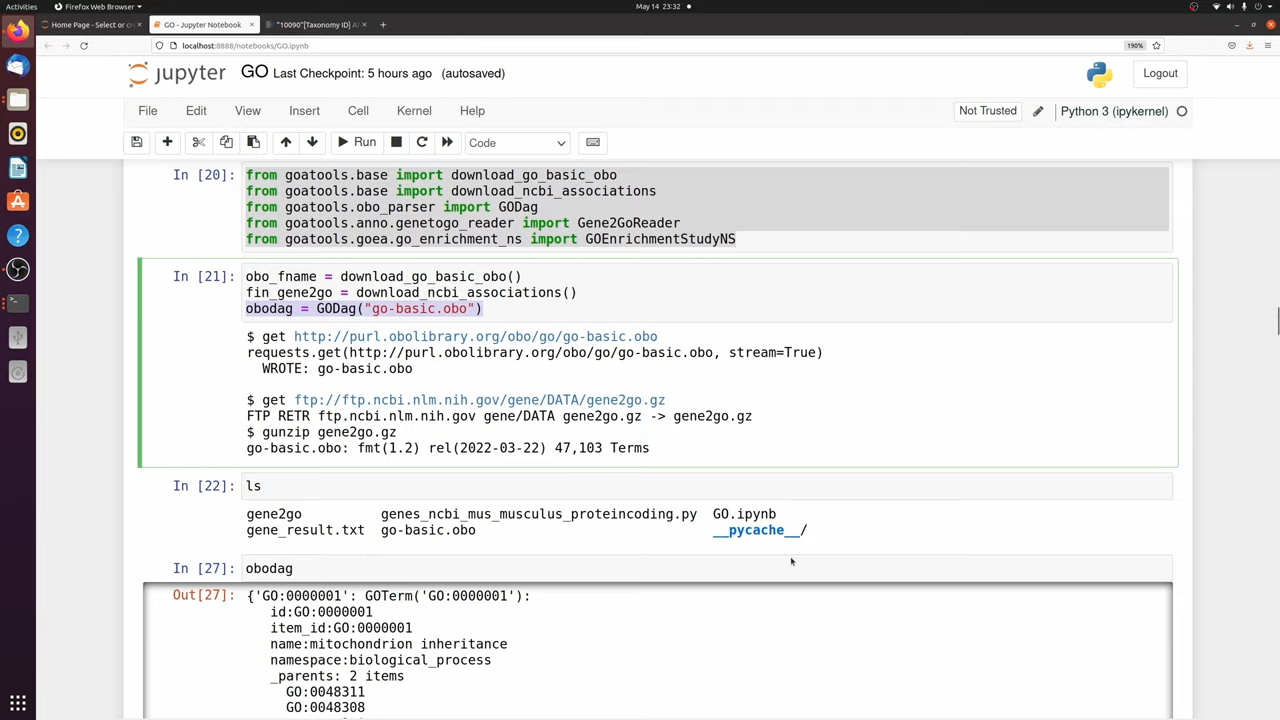 Activities
Firefox Web Browser
May 14 23:32
Home Page - Select or cr
GO - Jupyter Notebook
"10090"[Taxonomy ID] A
localhost:8888/notebooks/GO.ipynb
190%
jupyter GO Last Checkpoint: 5 hours ago (autosaved)
Logout
File Edit View Insert Cell Kernel Help
Not Trusted
Python 3 (ipykernel)
Run
Code
In [20]: from goatools.base import download_go_basic_obo
from goatools.base import download_ncbi_associations
from goatools.obo_parser import GODag
from goatools.anno.genetogo_reader import Gene2GoReader
from goatools.goea.go_enrichment_ns import GOEnrichmentStudyNS
In [21]: obo_fname = download_go_basic_obo()
fin_gene2go = download_ncbi_associations()
obodag = GODag("go-basic.obo")
$ get http://purl.obolibrary.org/obo/go/go-basic.obo
requests.get(http://purl.obolibrary.org/obo/go/go-basic.obo, stream=True)
WROTE: go-basic.obo
$ get ftp://ftp.ncbi.nlm.nih.gov/gene/DATA/gene2go.gz
FTP RETR ftp.ncbi.nlm.nih.gov gene/DATA gene2go.gz -> gene2go.gz
$ gunzip gene2go.gz
go-basic.obo: fmt(1.2) rel(2022-03-22) 47,103 Terms
In [22]: ls
gene2go genes_ncbi_mus_musculus_proteincoding.py GO.ipynb
gene_result.txt go-basic.obo __pycache__/
In [27]: obodag
Out[27]: {'GO:0000001': GOTerm('GO:0000001'):
id:GO:0000001
item_id:GO:0000001
name:mitochondrion inheritance
namespace:biological_process
_parents: 2 items
GO:0048311
GO:0048308